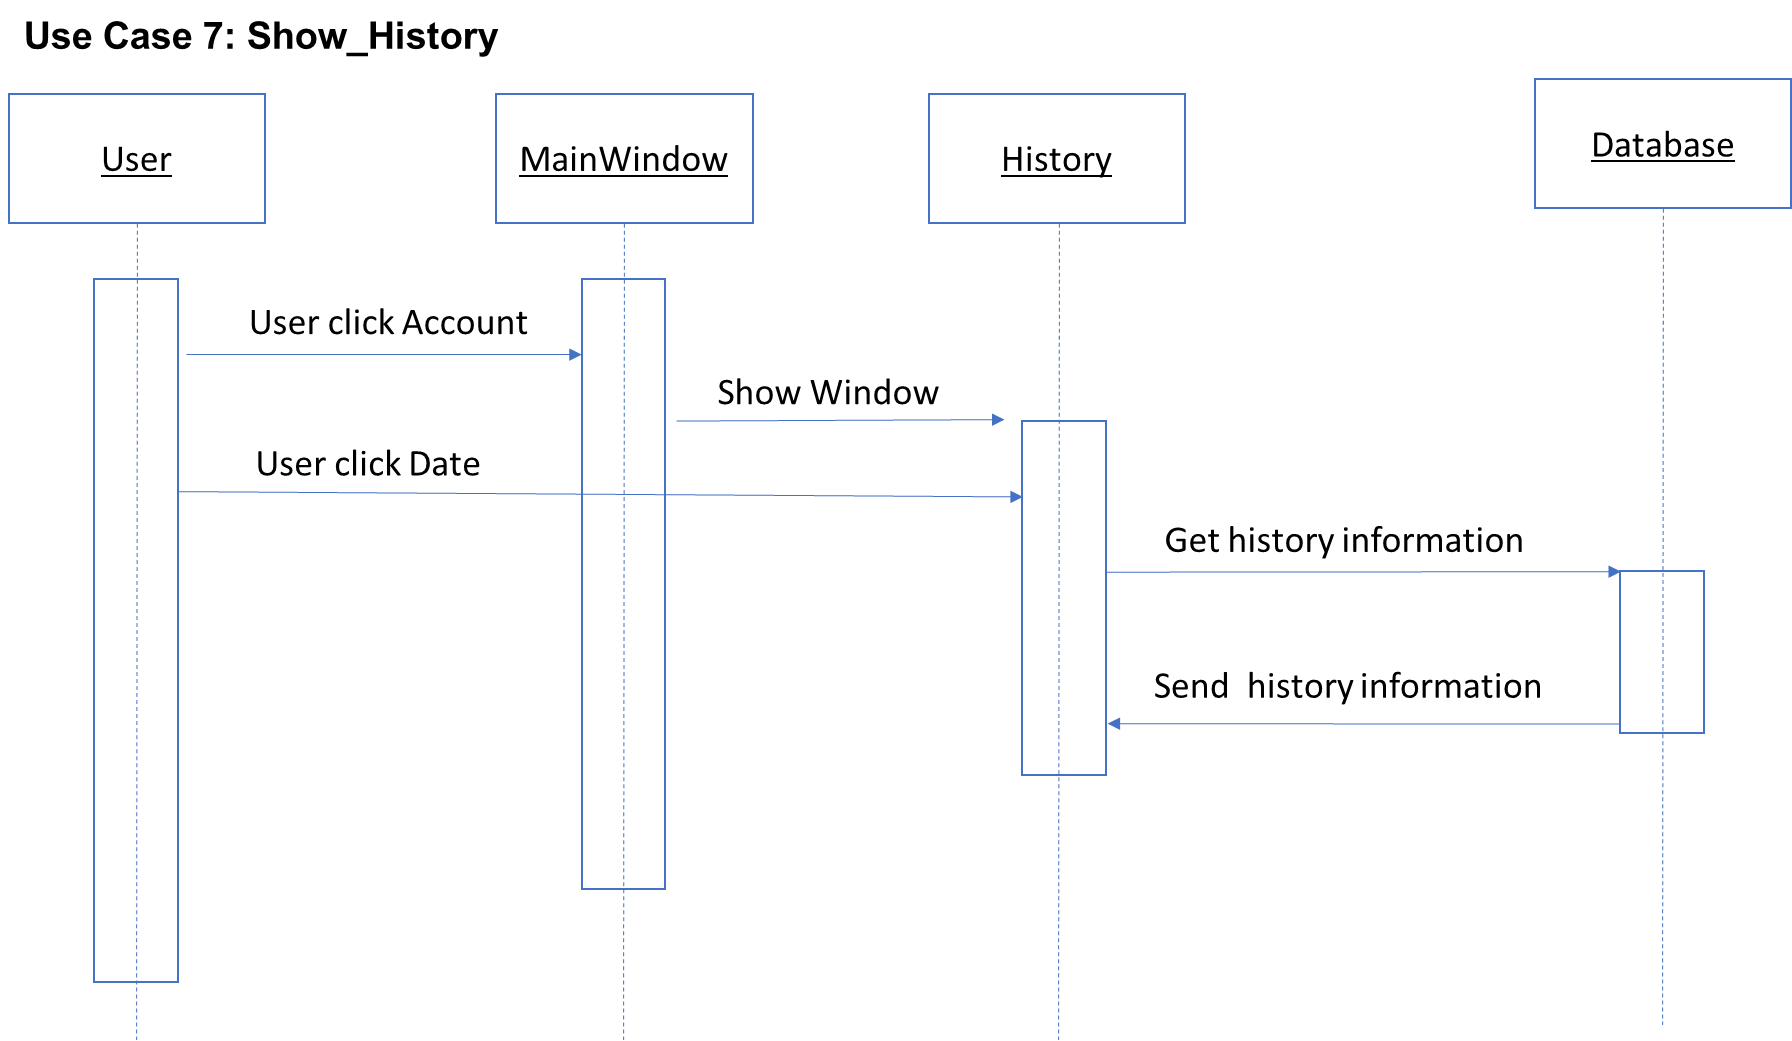 Use Case 7: Show_History
User
MainWindow
History
Database
User click Account
Show Window
User click Date
Get history information
Send  history information